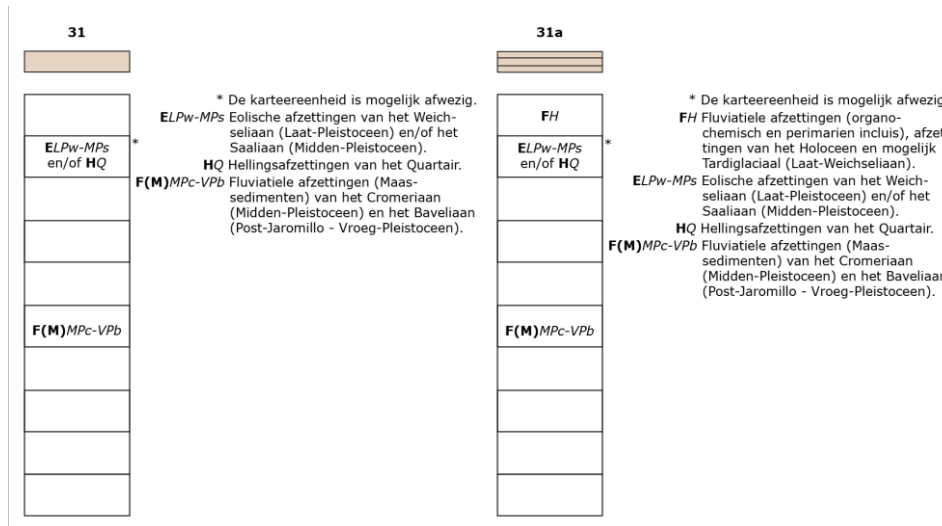 31
* De karteereenheid is mogelijk afwezig.
ELPw-MPs Eolische afzettingen van het Weich-
seliaan (Laat-Pleistoceen) en/of het
Saaliaan (Midden-Pleistoceen).
HQ Hellingsafzettingen van het Quartair.
F(M)MPc-VPb Fluviatiele afzettingen (Maas-
sedimenten) van het Cromeriaan
(Midden-Pleistoceen) en het Baveliaan
(Post-Jaromillo - Vroeg-Pleistoceen).
ELPw-MPs *
en/of HQ
F(M)MPc-VPb
31a
* De karteereenheid is mogelijk afwezig
FH Fluviatiele afzettingen (organo-
chemisch en perimarien incluis), afzet
tingen van het Holoceen en mogelijk
Tardiglaciaal (Laat-Weichseliaan).
ELPw-MPs Eolische afzettingen van het Weich-
seliaan (Laat-Pleistoceen) en/of het
Saaliaan (Midden-Pleistoceen).
HQ Hellingsafzettingen van het Quartair.
F(M)MPc-VPb Fluviatiele afzettingen (Maas-
sedimenten) van het Cromeriaan
(Midden-Pleistoceen) en het Baveliaan
(Post-Jaromillo - Vroeg-Pleistoceen).
FH
ELPw-MPs *
en/of HQ
F(M)MPc-VPb